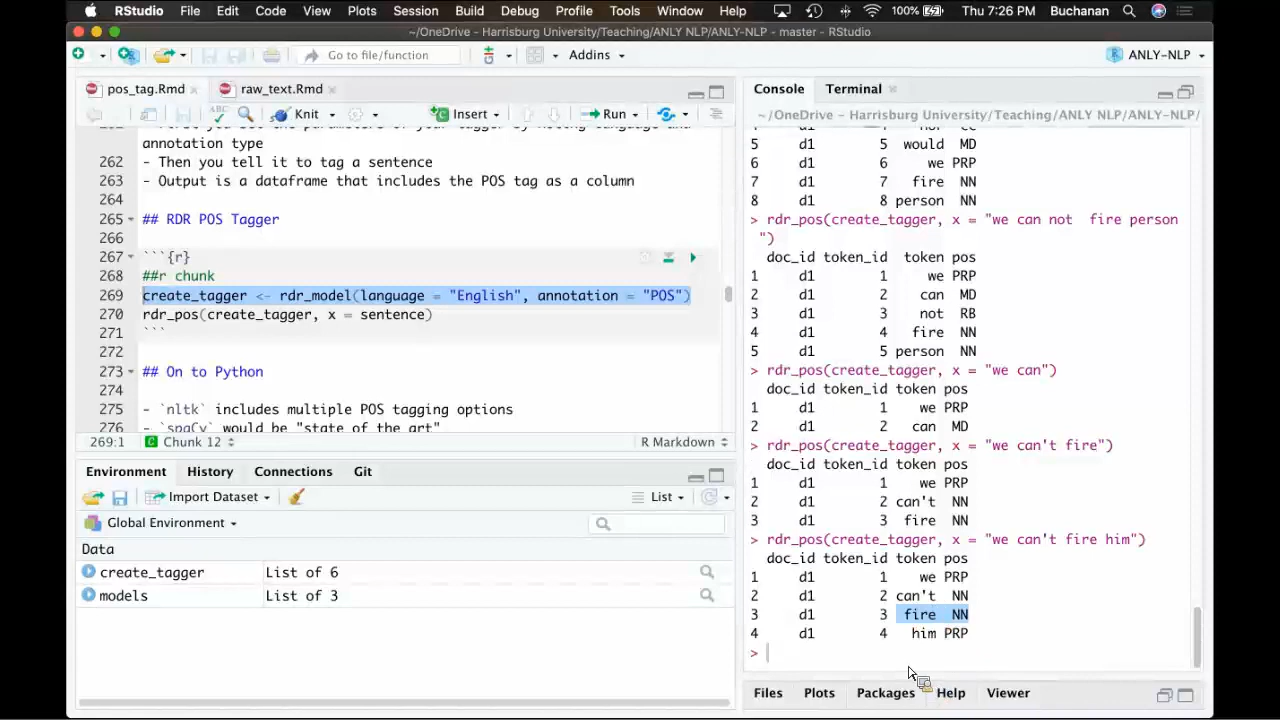 RStudio File Edit Code View Plots Session Build Debug Profile Tools Window Help 100% Thu 7:26 PM Buchanan
~/OneDrive - Harrisburg University/Teaching/ANLY NLP/ANLY-NLP - master - RStudio
Go to file/function Addins ANLY-NLP
pos_tag.Rmd raw_text.Rmd
ABC Knit Insert Run
annotation type
262 - Then you tell it to tag a sentence
263 - Output is a dataframe that includes the POS tag as a column
264
265 ## RDR POS Tagger
266
267 ```{r}
268 ##r chunk
269 create_tagger <- rdr_model(language = "English", annotation = "POS")
270 rdr_pos(create_tagger, x = sentence)
271 ```
272
273 ## On to Python
274
275 - `nltk` includes multiple POS tagging options
276 - `spaCy` would be "state of the art"
269:1 Chunk 12 R Markdown
Environment History Connections Git
Import Dataset List
Global Environment
Data
create_tagger List of 6
models List of 3
Console Terminal
~/OneDrive - Harrisburg University/Teaching/ANLY NLP/ANLY-NLP/
5 d1 5 would MD
6 d1 6 we PRP
7 d1 7 fire NN
8 d1 8 person NN
> rdr_pos(create_tagger, x = "we can not  fire person
")
doc_id token_id token pos
1 d1 1 we PRP
2 d1 2 can MD
3 d1 3 not RB
4 d1 4 fire NN
5 d1 5 person NN
> rdr_pos(create_tagger, x = "we can")
doc_id token_id token pos
1 d1 1 we PRP
2 d1 2 can MD
> rdr_pos(create_tagger, x = "we can't fire")
doc_id token_id token pos
1 d1 1 we PRP
2 d1 2 can't NN
3 d1 3 fire NN
> rdr_pos(create_tagger, x = "we can't fire him")
doc_id token_id token pos
1 d1 1 we PRP
2 d1 2 can't NN
3 d1 3 fire NN
4 d1 4 him PRP
>
Files Plots Packages Help Viewer